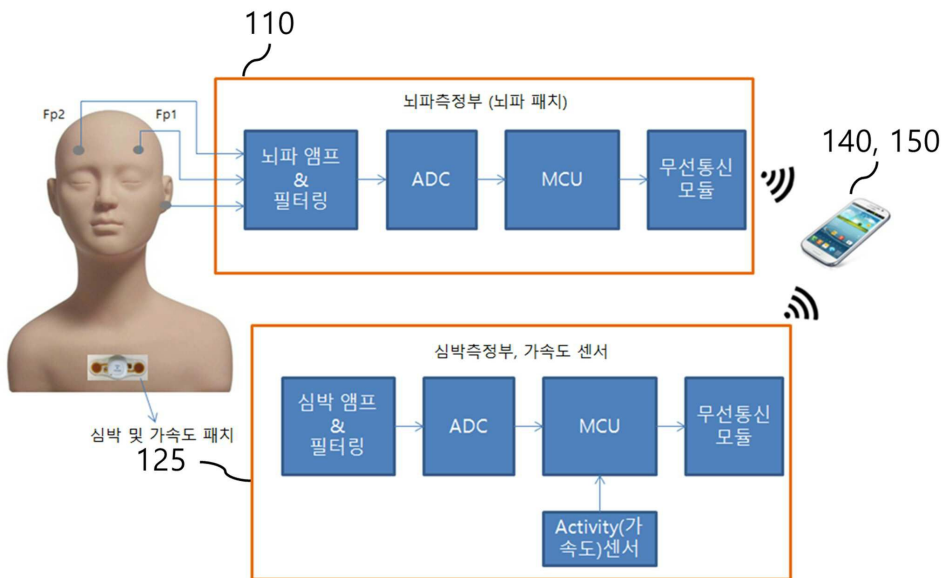 110
뇌파측정부 (뇌파 패치)
Fp2
Fp1
뇌파 앰프
&
필터링
ADC
MCU
무선통신
모듈
140, 150
심박측정부, 가속도 센서
심박 앰프
&
필터링
ADC
MCU
무선통신
모듈
Activity(가
속도)센서
심박 및 가속도 패치
125